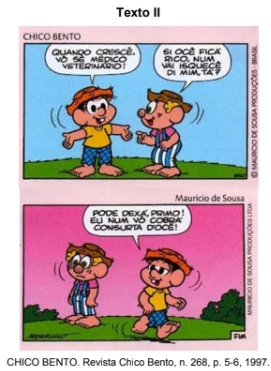 Texto II
CHICO BENTO
QUANDO CRESCÊ,
VÔ SÊ MÉDICO
VETERINÁRIO!
SI OCÊ FICÁ
RICO, NUM
VAI ISQUECÊ
DI MIM, TÁ?
© MAURICIO DE SOUSA PRODUÇÕES - BRASIL
Mauricio de Sousa
PODE DEXÁ, PRIMO!
EU NUM VÔ COBRÁ
CONSURTA D'OCÊ!
MAURICIO DE SOUSA PRODUÇÕES LTDA
FIM
CHICO BENTO. Revista Chico Bento, n. 268, p. 5-6, 1997.